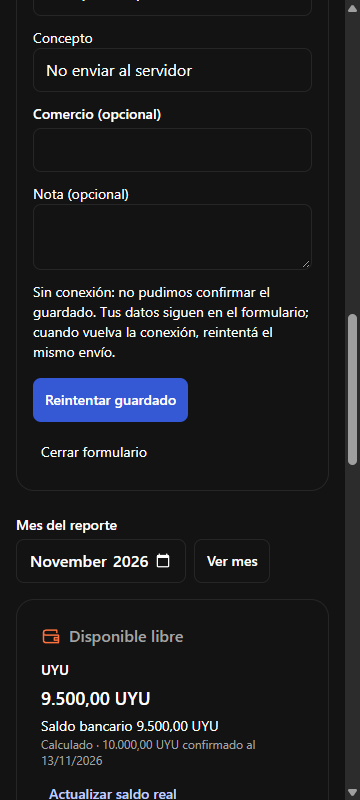 Concepto
No enviar al servidor
Comercio (opcional)
Nota (opcional)
Sin conexión: no pudimos confirmar el
guardado. Tus datos siguen en el formulario;
cuando vuelva la conexión, reintentá el
mismo envío.
Reintentar guardado
Cerrar formulario
Mes del reporte
November 2026
Ver mes
Disponible libre
UYU
9.500,00 UYU
Saldo bancario 9.500,00 UYU
Calculado · 10.000,00 UYU confirmado al
13/11/2026
Actualizar saldo real